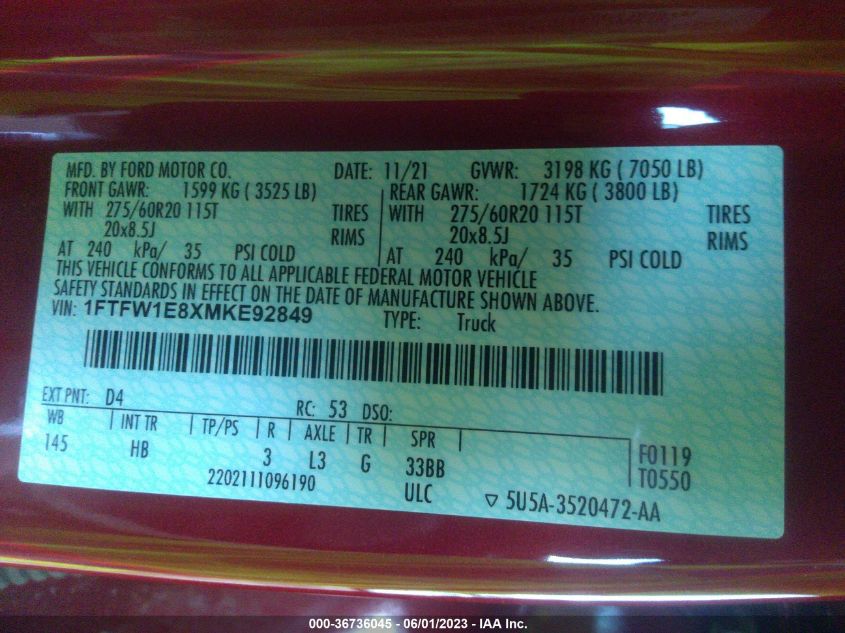 MFD. BY FORD MOTOR CO. DATE: 11/21 GVWR: 3198 KG ( 7050 LB)
FRONT GAWR: 1599 KG ( 3525 LB) REAR GAWR: 1724 KG ( 3800 LB)
WITH 275/60R20 115T TIRES WITH 275/60R20 115T TIRES
20x8.5J RIMS 20x8.5J RIMS
AT 240 kPa/ 35 PSI COLD AT 240 kPa/ 35 PSI COLD
THIS VEHICLE CONFORMS TO ALL APPLICABLE FEDERAL MOTOR VEHICLE
SAFETY STANDARDS IN EFFECT ON THE DATE OF MANUFACTURE SHOWN ABOVE.
VIN: 1FTFW1E8XMKE92849 TYPE: Truck
EXT PNT: D4 RC: 53 DSO:
WB INT TR TP/PS R AXLE TR SPR F0119
145 HB 3 L3 G 33BB T0550
2202111096190 ULC ▽ 5U5A-3520472-AA
000-36736045 - 06/01/2023 - IAA Inc.